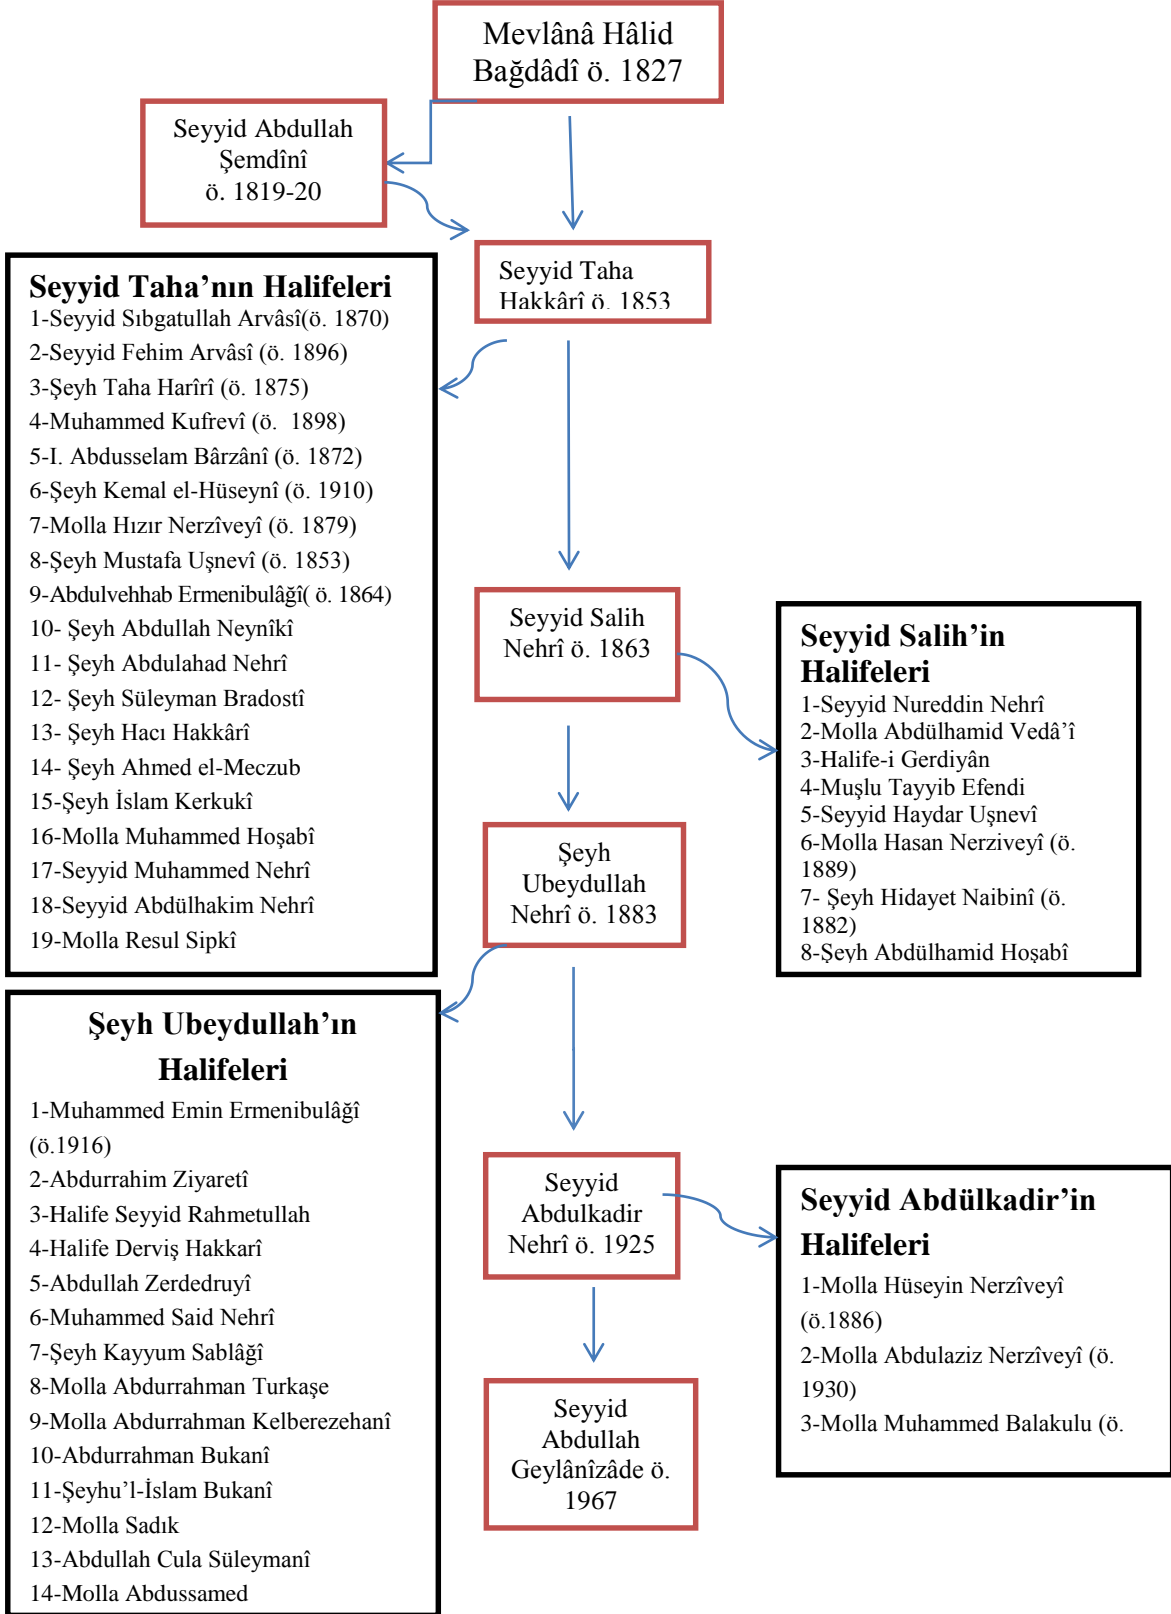 Mevlânâ Hâlid
Bağdâdî ö. 1827
Seyyid Abdullah
Şemdînî
ö. 1819-20
Seyyid Taha
Hakkârî ö. 1853
Seyyid Taha’nın Halifeleri
1-Seyyid Sıbgatullah Arvâsî(ö. 1870)
2-Seyyid Fehim Arvâsî (ö. 1896)
3-Şeyh Taha Harîrî (ö. 1875)
4-Muhammed Kufrevî (ö. 1898)
5-I. Abdusselam Bârzânî (ö. 1872)
6-Şeyh Kemal el-Hüseynî (ö. 1910)
7-Molla Hızır Nerzîveyî (ö. 1879)
8-Şeyh Mustafa Uşnevî (ö. 1853)
9-Abdulvehhab Ermenibulâğî( ö. 1864)
10- Şeyh Abdullah Neynîkî
11- Şeyh Abdulahad Nehrî
12- Şeyh Süleyman Bradostî
13- Şeyh Hacı Hakkârî
14- Şeyh Ahmed el-Meczub
15-Şeyh İslam Kerkukî
16-Molla Muhammed Hoşabî
17-Seyyid Muhammed Nehrî
18-Seyyid Abdülhakim Nehrî
19-Molla Resul Sipkî
Seyyid Salih
Nehrî ö. 1863
Seyyid Salih’in
Halifeleri
1-Seyyid Nureddin Nehrî
2-Molla Abdülhamid Vedâ’î
3-Halife-i Gerdiyân
4-Muşlu Tayyib Efendi
5-Seyyid Haydar Uşnevî
6-Molla Hasan Nerziveyî (ö.
1889)
7- Şeyh Hidayet Naibinî (ö.
1882)
8-Şeyh Abdülhamid Hoşabî
Şeyh
Ubeydullah
Nehrî ö. 1883
Şeyh Ubeydullah’ın
Halifeleri
1-Muhammed Emin Ermenibulâğî
(ö.1916)
2-Abdurrahim Ziyaretî
3-Halife Seyyid Rahmetullah
4-Halife Derviş Hakkarî
5-Abdullah Zerdedruyî
6-Muhammed Said Nehrî
7-Şeyh Kayyum Sablâğî
8-Molla Abdurrahman Turkaşe
9-Molla Abdurrahman Kelberezehanî
10-Abdurrahman Bukanî
11-Şeyhu’l-İslam Bukanî
12-Molla Sadık
13-Abdullah Cula Süleymanî
14-Molla Abdussamed
Seyyid
Abdulkadir
Nehrî ö. 1925
Seyyid Abdülkadir’in
Halifeleri
1-Molla Hüseyin Nerzîveyî
(ö.1886)
2-Molla Abdulaziz Nerzîveyî (ö.
1930)
3-Molla Muhammed Balakulu (ö.
Seyyid
Abdullah
Geylânîzâde ö.
1967